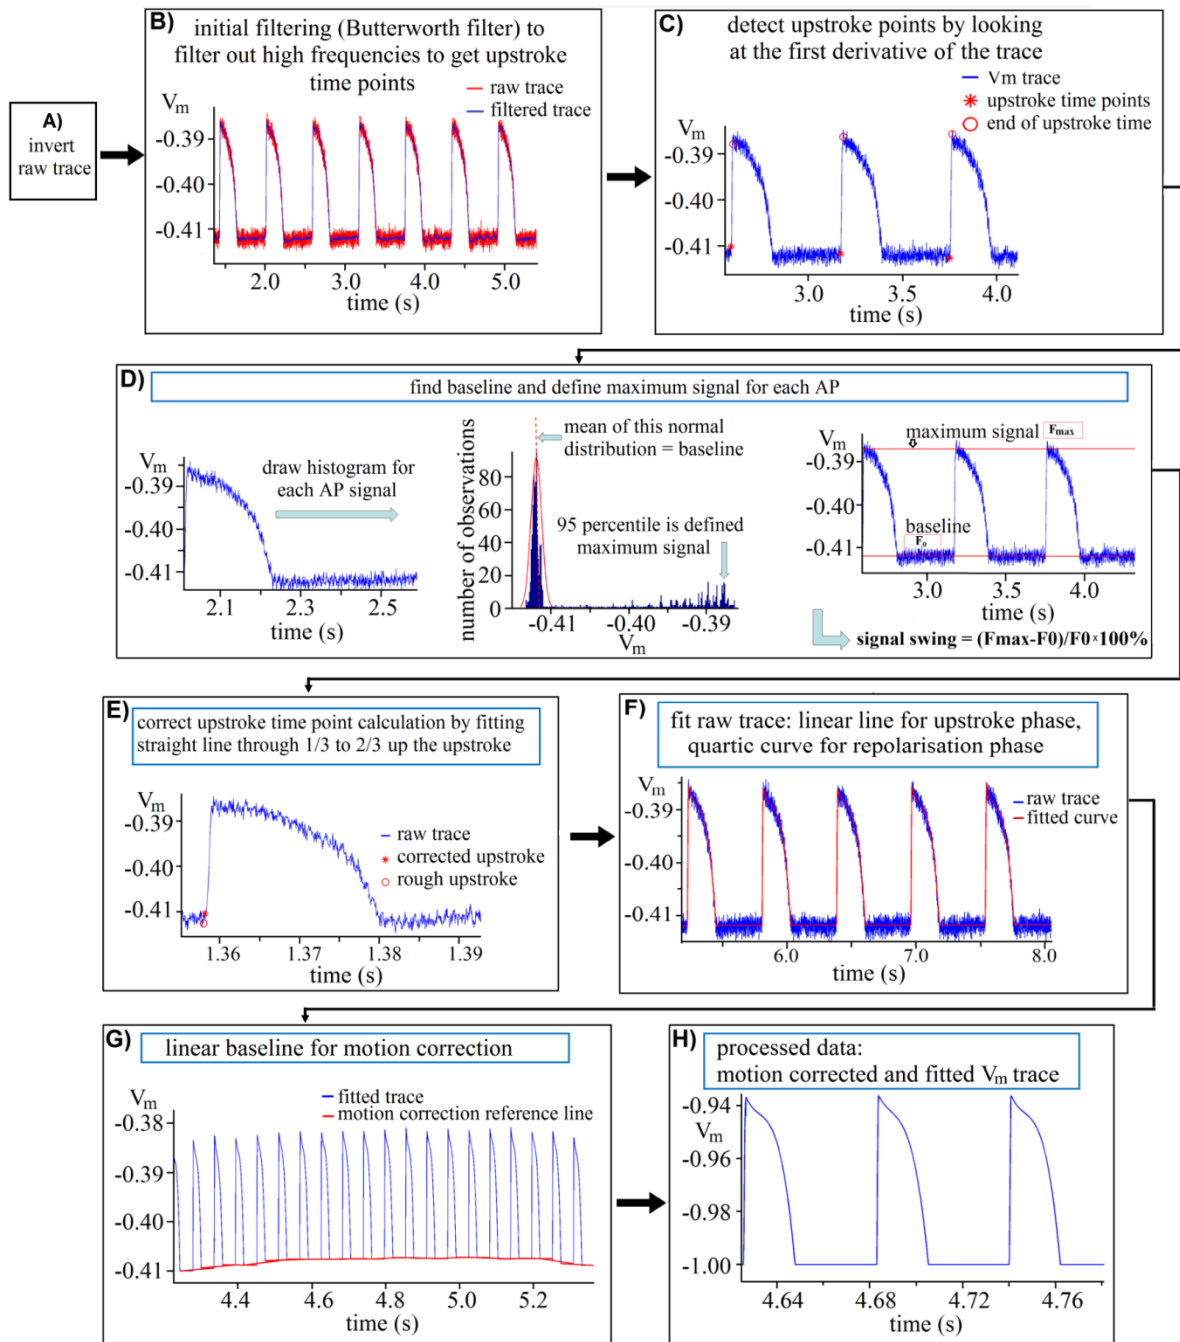 A)
invert
raw trace
B)
initial filtering (Butterworth filter) to
filter out high frequencies to get upstroke
time points
Vm
raw trace
filtered trace
-0.39
-0.40
-0.41
2.0 3.0 4.0 5.0
time (s)
C)
detect upstroke points by looking
at the first derivative of the trace
Vm trace
upstroke time points
end of upstroke time
Vm
-0.39
-0.40
-0.41
3.0 3.5 4.0
time (s)
D)
find baseline and define maximum signal for each AP
Vm
-0.39
-0.40
-0.41
2.1 2.3 2.5
time (s)
draw histogram for
each AP signal
number of observations
80
60
40
20
0
-0.41 -0.40 -0.39
Vm
mean of this normal
distribution = baseline
95 percentile is defined
maximum signal
Vm
maximum signal Fmax
-0.39
-0.40
-0.41
baseline
Fo
3.0 3.5 4.0
time (s)
signal swing = (Fmax-F0)/F0×100%
E)
correct upstroke time point calculation by fitting
straight line through 1/3 to 2/3 up the upstroke
Vm
-0.39
-0.40
-0.41
raw trace
corrected upstroke
rough upstroke
1.36 1.37 1.38 1.39
time (s)
F)
fit raw trace: linear line for upstroke phase,
quartic curve for repolarisation phase
Vm
-0.39
-0.40
-0.41
raw trace
fitted curve
6.0 7.0 8.0
time (s)
G)
linear baseline for motion correction
Vm
fitted trace
motion correction reference line
-0.38
-0.39
-0.40
-0.41
4.4 4.6 4.8 5.0 5.2
time (s)
H)
processed data:
motion corrected and fitted Vm trace
-0.94
Vm
-0.96
-0.98
-1.00
4.64 4.68 4.72 4.76
time (s)